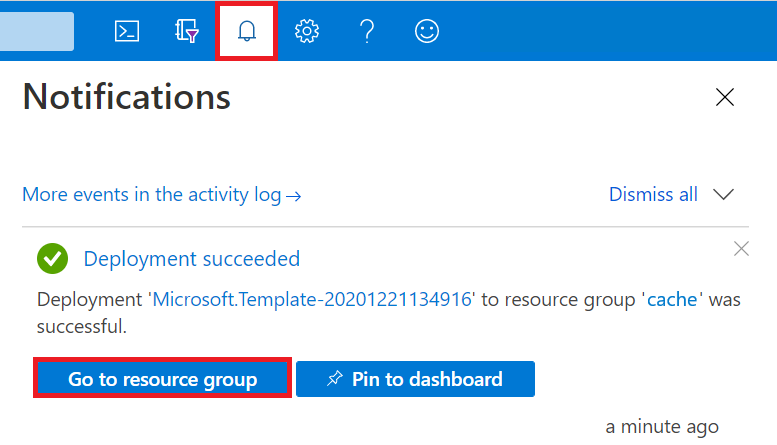 Notifications
More events in the activity log→
Dismiss all
Deployment succeeded
Deployment 'Microsoft.Template-20201221134916' to resource group 'cache' was
successful.
Go to resource group
Pin to dashboard
a minute ago